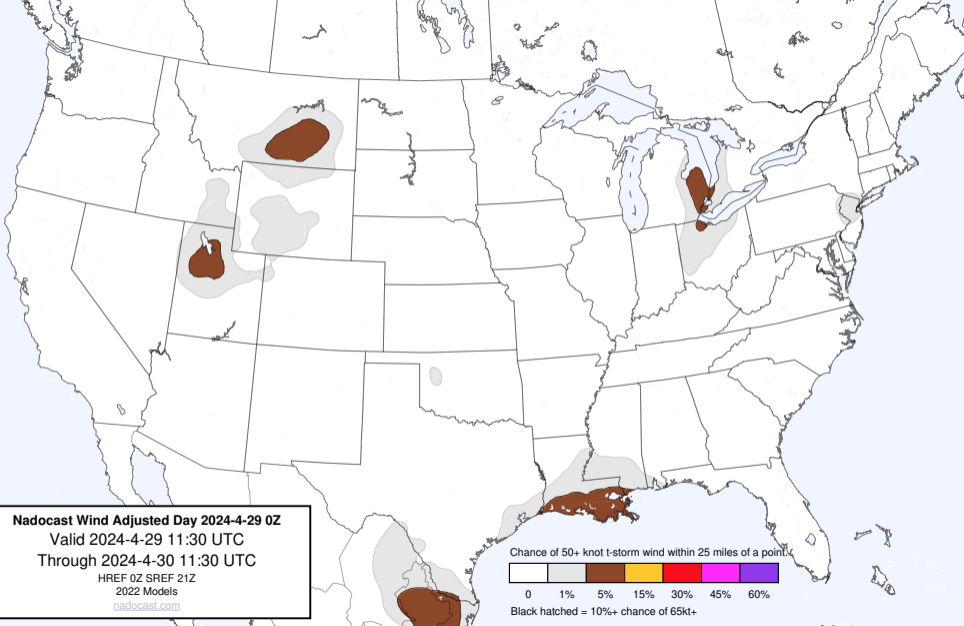 Nadocast Wind Adjusted Day 2024-4-29 0Z
Valid 2024-4-29 11:30 UTC
Through 2024-4-30 11:30 UTC
HREF 0Z SREF 21Z
2022 Models
nadocast.com
Chance of 50+ knot t-storm wind within 25 miles of a point.
0 1% 5% 15% 30% 45% 60%
Black hatched = 10%+ chance of 65kt+